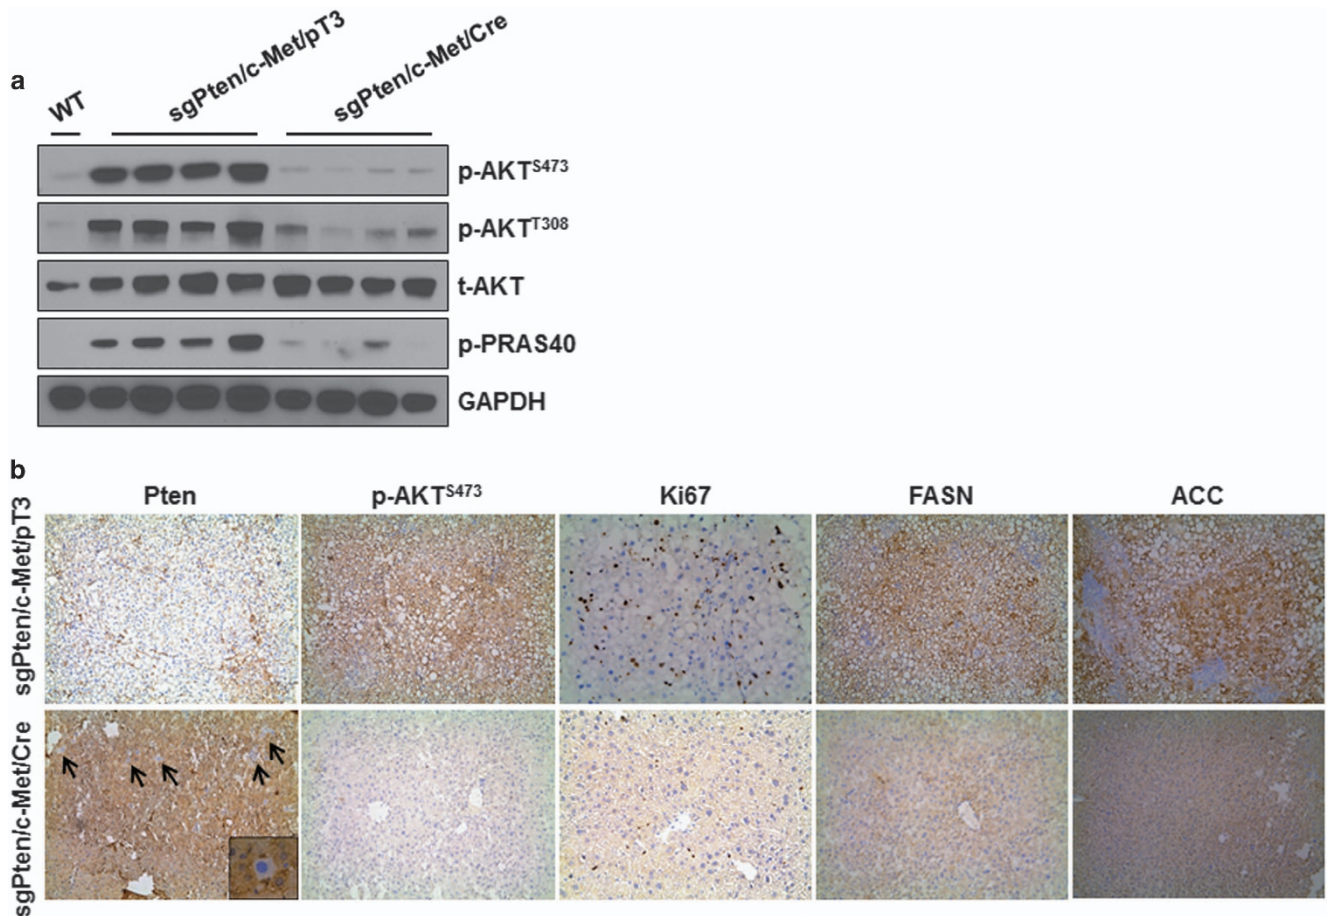 a
WT
sgPten/c-Met/pT3
sgPten/c-Met/Cre
p-AKTS473
p-AKTT308
t-AKT
p-PRAS40
GAPDH
b
Pten
p-AKTS473
Ki67
FASN
ACC
sgPten/c-Met/pT3
sgPten/c-Met/Cre